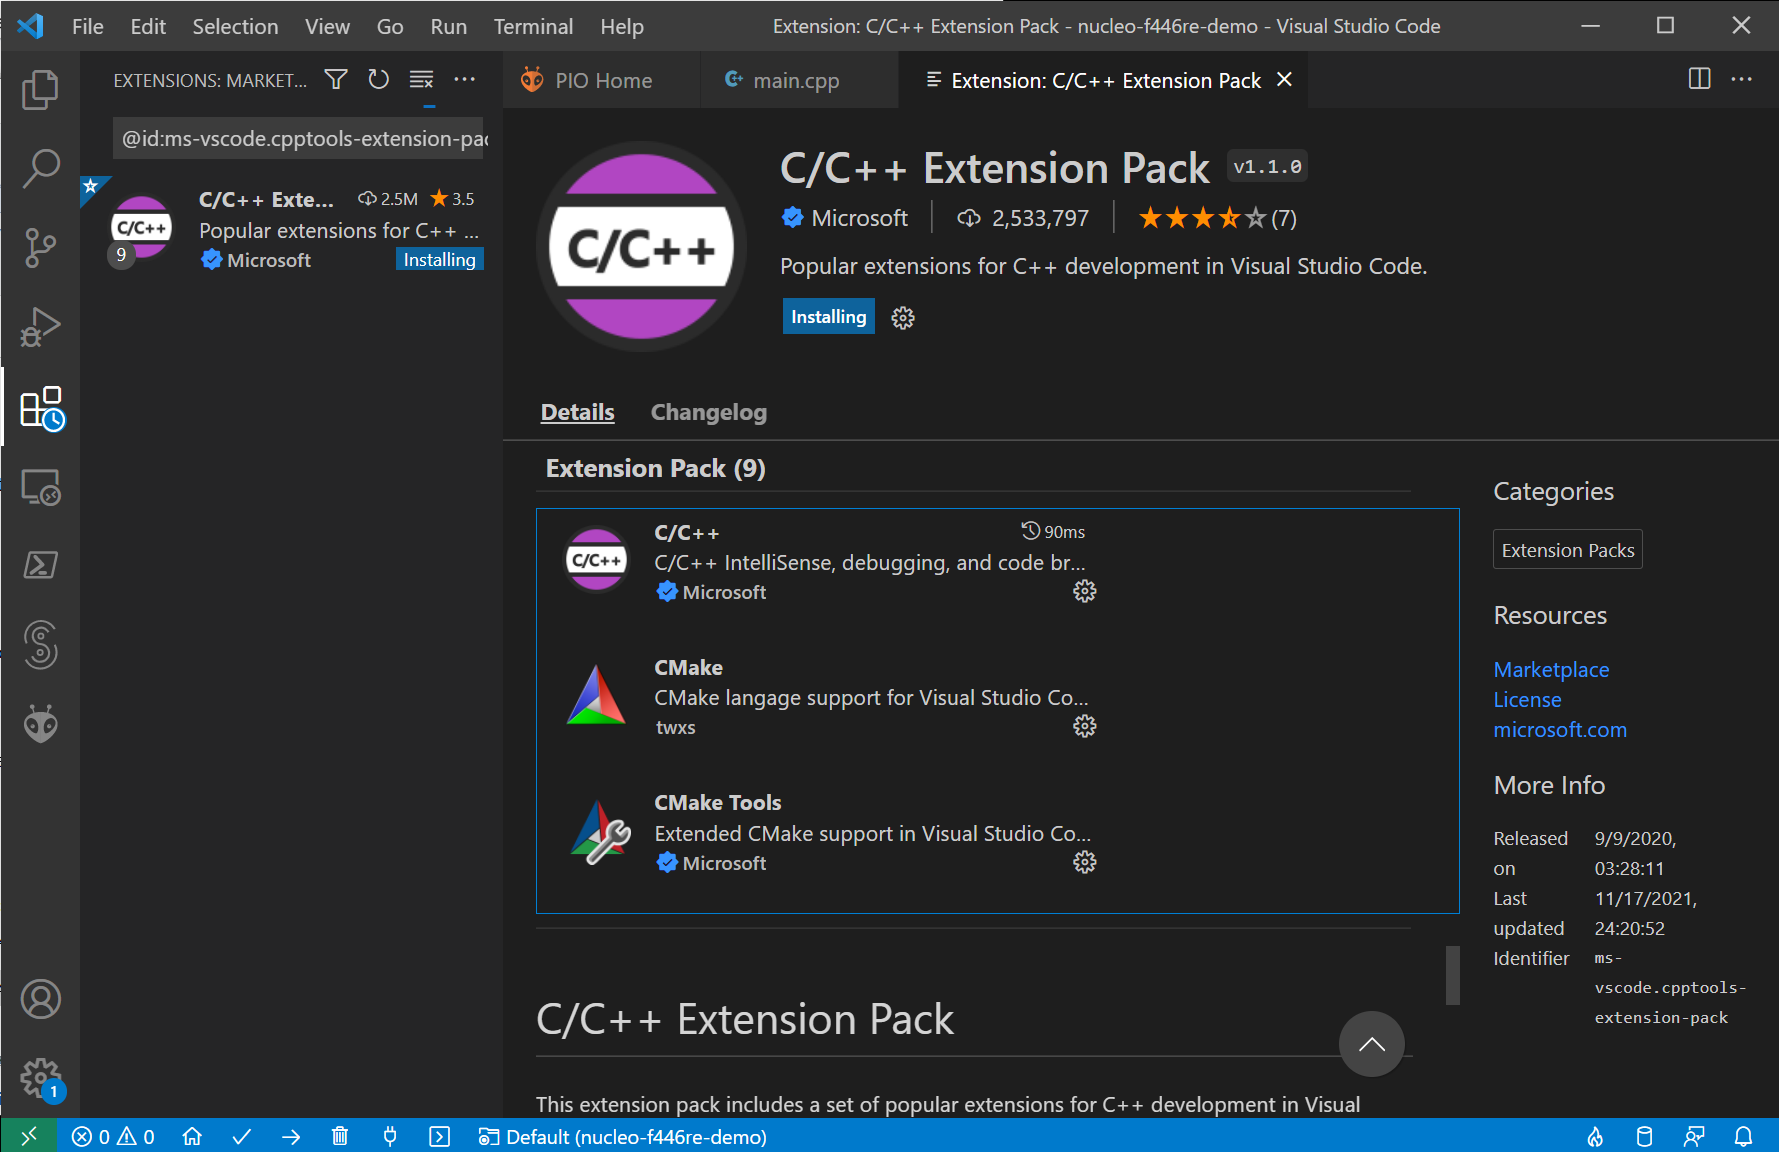 File Edit Selection View Go Run Terminal Help
Extension: C/C++ Extension Pack - nucleo-f446re-demo - Visual Studio Code
EXTENSIONS: MARKET...
PIO Home
main.cpp
Extension: C/C++ Extension Pack
@id:ms-vscode.cpptools-extension-pac
C/C++
9
C/C++ Exte... 2.5M 3.5
Popular extensions for C++ ...
Microsoft
Installing
C/C++
C/C++ Extension Pack v1.1.0
Microsoft 2,533,797 (7)
Popular extensions for C++ development in Visual Studio Code.
Installing
Details Changelog
Extension Pack (9)
C/C++
C/C++ 90ms
C/C++ IntelliSense, debugging, and code br...
Microsoft
CMake
CMake langage support for Visual Studio Co...
twxs
CMake Tools
Extended CMake support in Visual Studio Co...
Microsoft
C/C++ Extension Pack
This extension pack includes a set of popular extensions for C++ development in Visual
Categories
Extension Packs
Resources
Marketplace
License
microsoft.com
More Info
Released 9/9/2020,
on 03:28:11
Last 11/17/2021,
updated 24:20:52
Identifier ms-
vscode.cpptools-
extension-pack
1
0 0 Default (nucleo-f446re-demo)